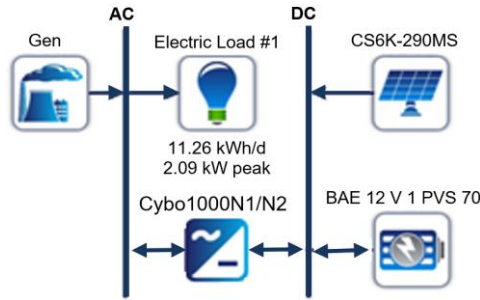 AC
DC
Gen
Electric Load #1
CS6K-290MS
11.26 kWh/d
2.09 kW peak
Cybo1000N1/N2
BAE 12 V 1 PVS 70